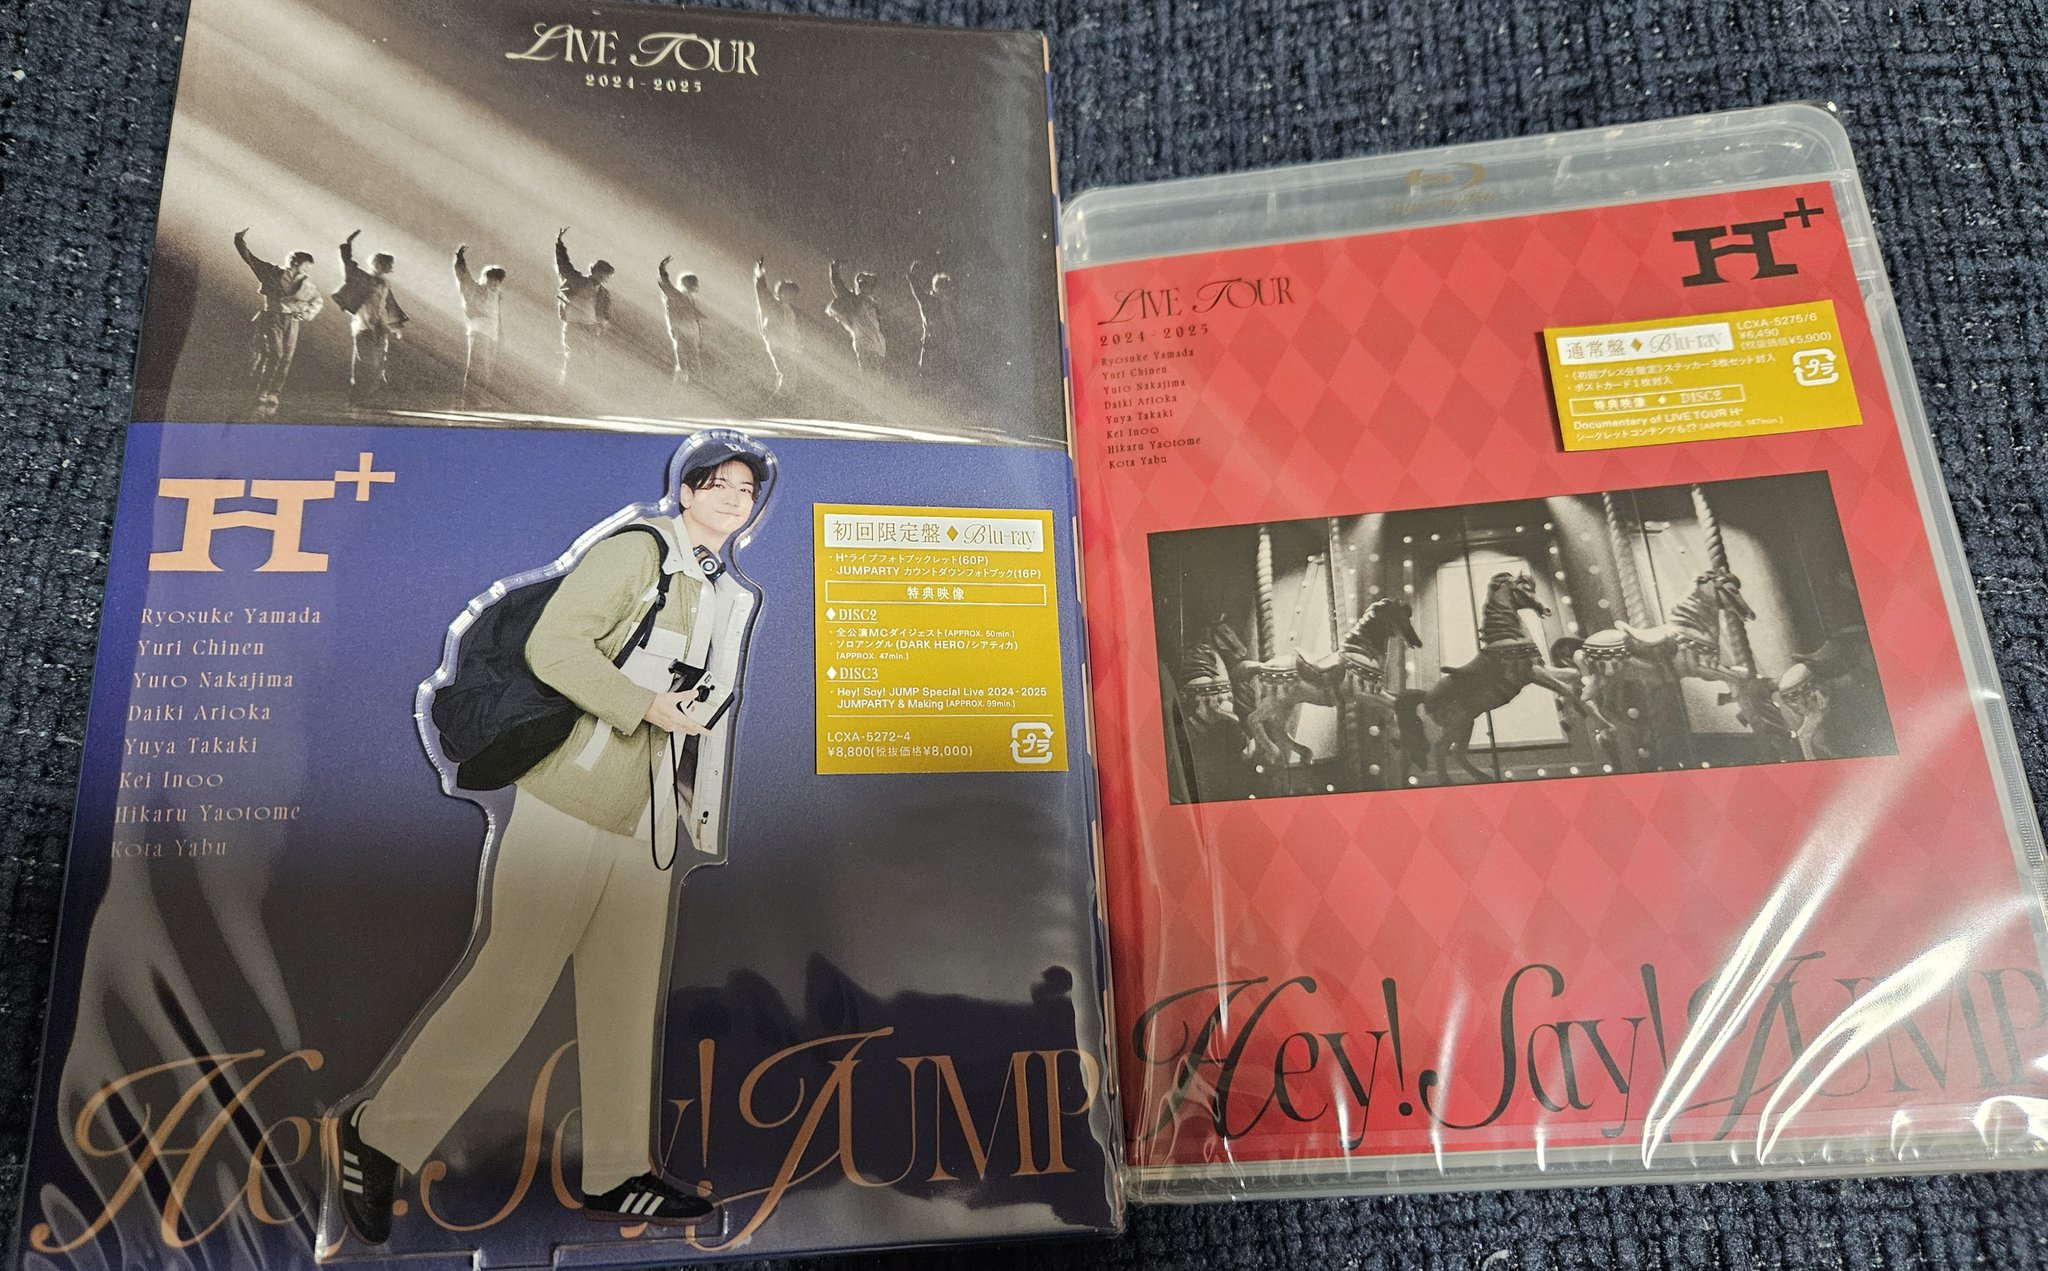 LIVE TOUR
2024-2025
H+
Ryosuke Yamada
Yuri Chinen
Yuto Nakajima
Daiki Arioka
Yuya Takaki
Kei Inoo
Hikaru Yaotome
Kota Yabu
初回限定盤♦Blu-ray
・H+ライブフォトブックレット(60P)
・JUMPARTY カウントダウンフォトブック(16P)
特典映像
♦DISC2
・全公演MCダイジェスト[APPROX. 50min.]
・ソロアングル(DARK HERO/シアティカ)
[APPROX. 47min.]
♦DISC3
・Hey! Say! JUMP Special Live 2024-2025
JUMPARTY & Making [APPROX. 99min.]
LCXA-5272~4
¥8,800(税抜価格¥8,000)
プラ
Hey! Say! JUMP
H+
LIVE TOUR
2024-2025
Ryosuke Yamada
Yuri Chinen
Yuto Nakajima
Daiki Arioka
Yuya Takaki
Kei Inoo
Hikaru Yaotome
Kota Yabu
通常盤♦Blu-ray
LCXA-5275/6
¥6,490
(税抜価格¥5,900)
・《初回プレス分限定》ステッカー3枚セット封入
・ポストカード1枚封入
プラ
特典映像 ♦ DISC2
Documentary of LIVE TOUR H+
シークレットコンテンツも!? [APPROX. 147min.]
Hey! Say! JUMP